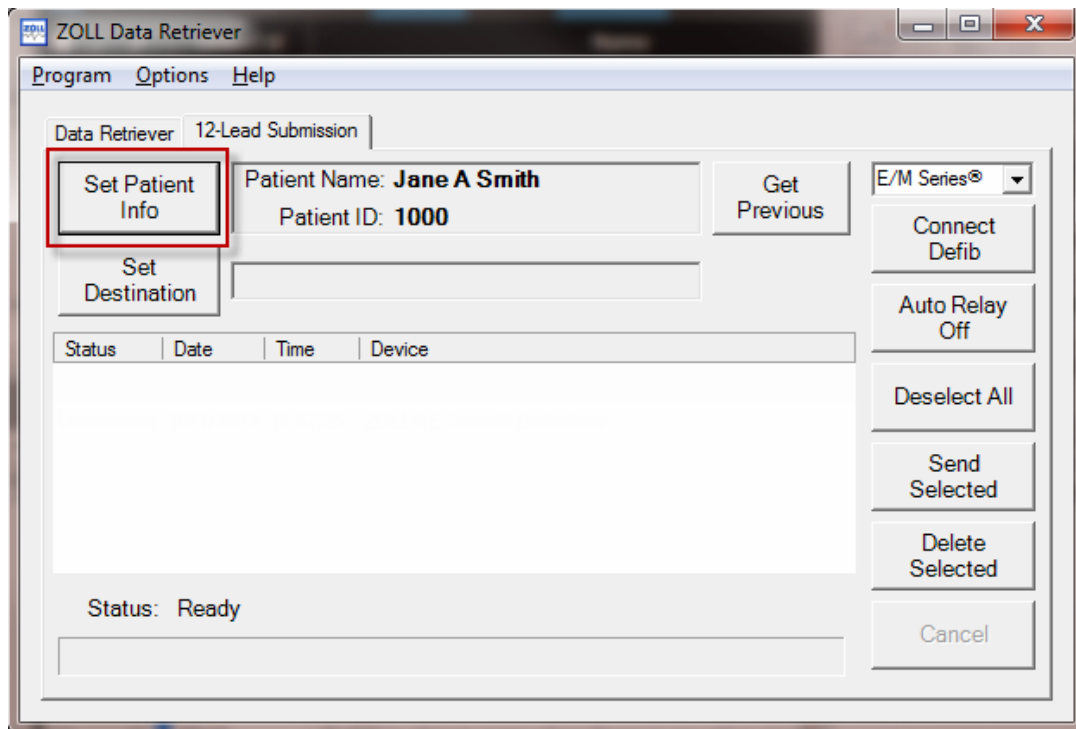 ZOLL Data Retriever
Program Options Help
Data Retriever 12-Lead Submission
Set Patient
Info
Patient Name: Jane A Smith
Patient ID: 1000
Get
Previous
E/M Series®
Connect
Defib
Set
Destination
Auto Relay
Off
Status Date Time Device
Deselect All
Send
Selected
Delete
Selected
Status: Ready
Cancel